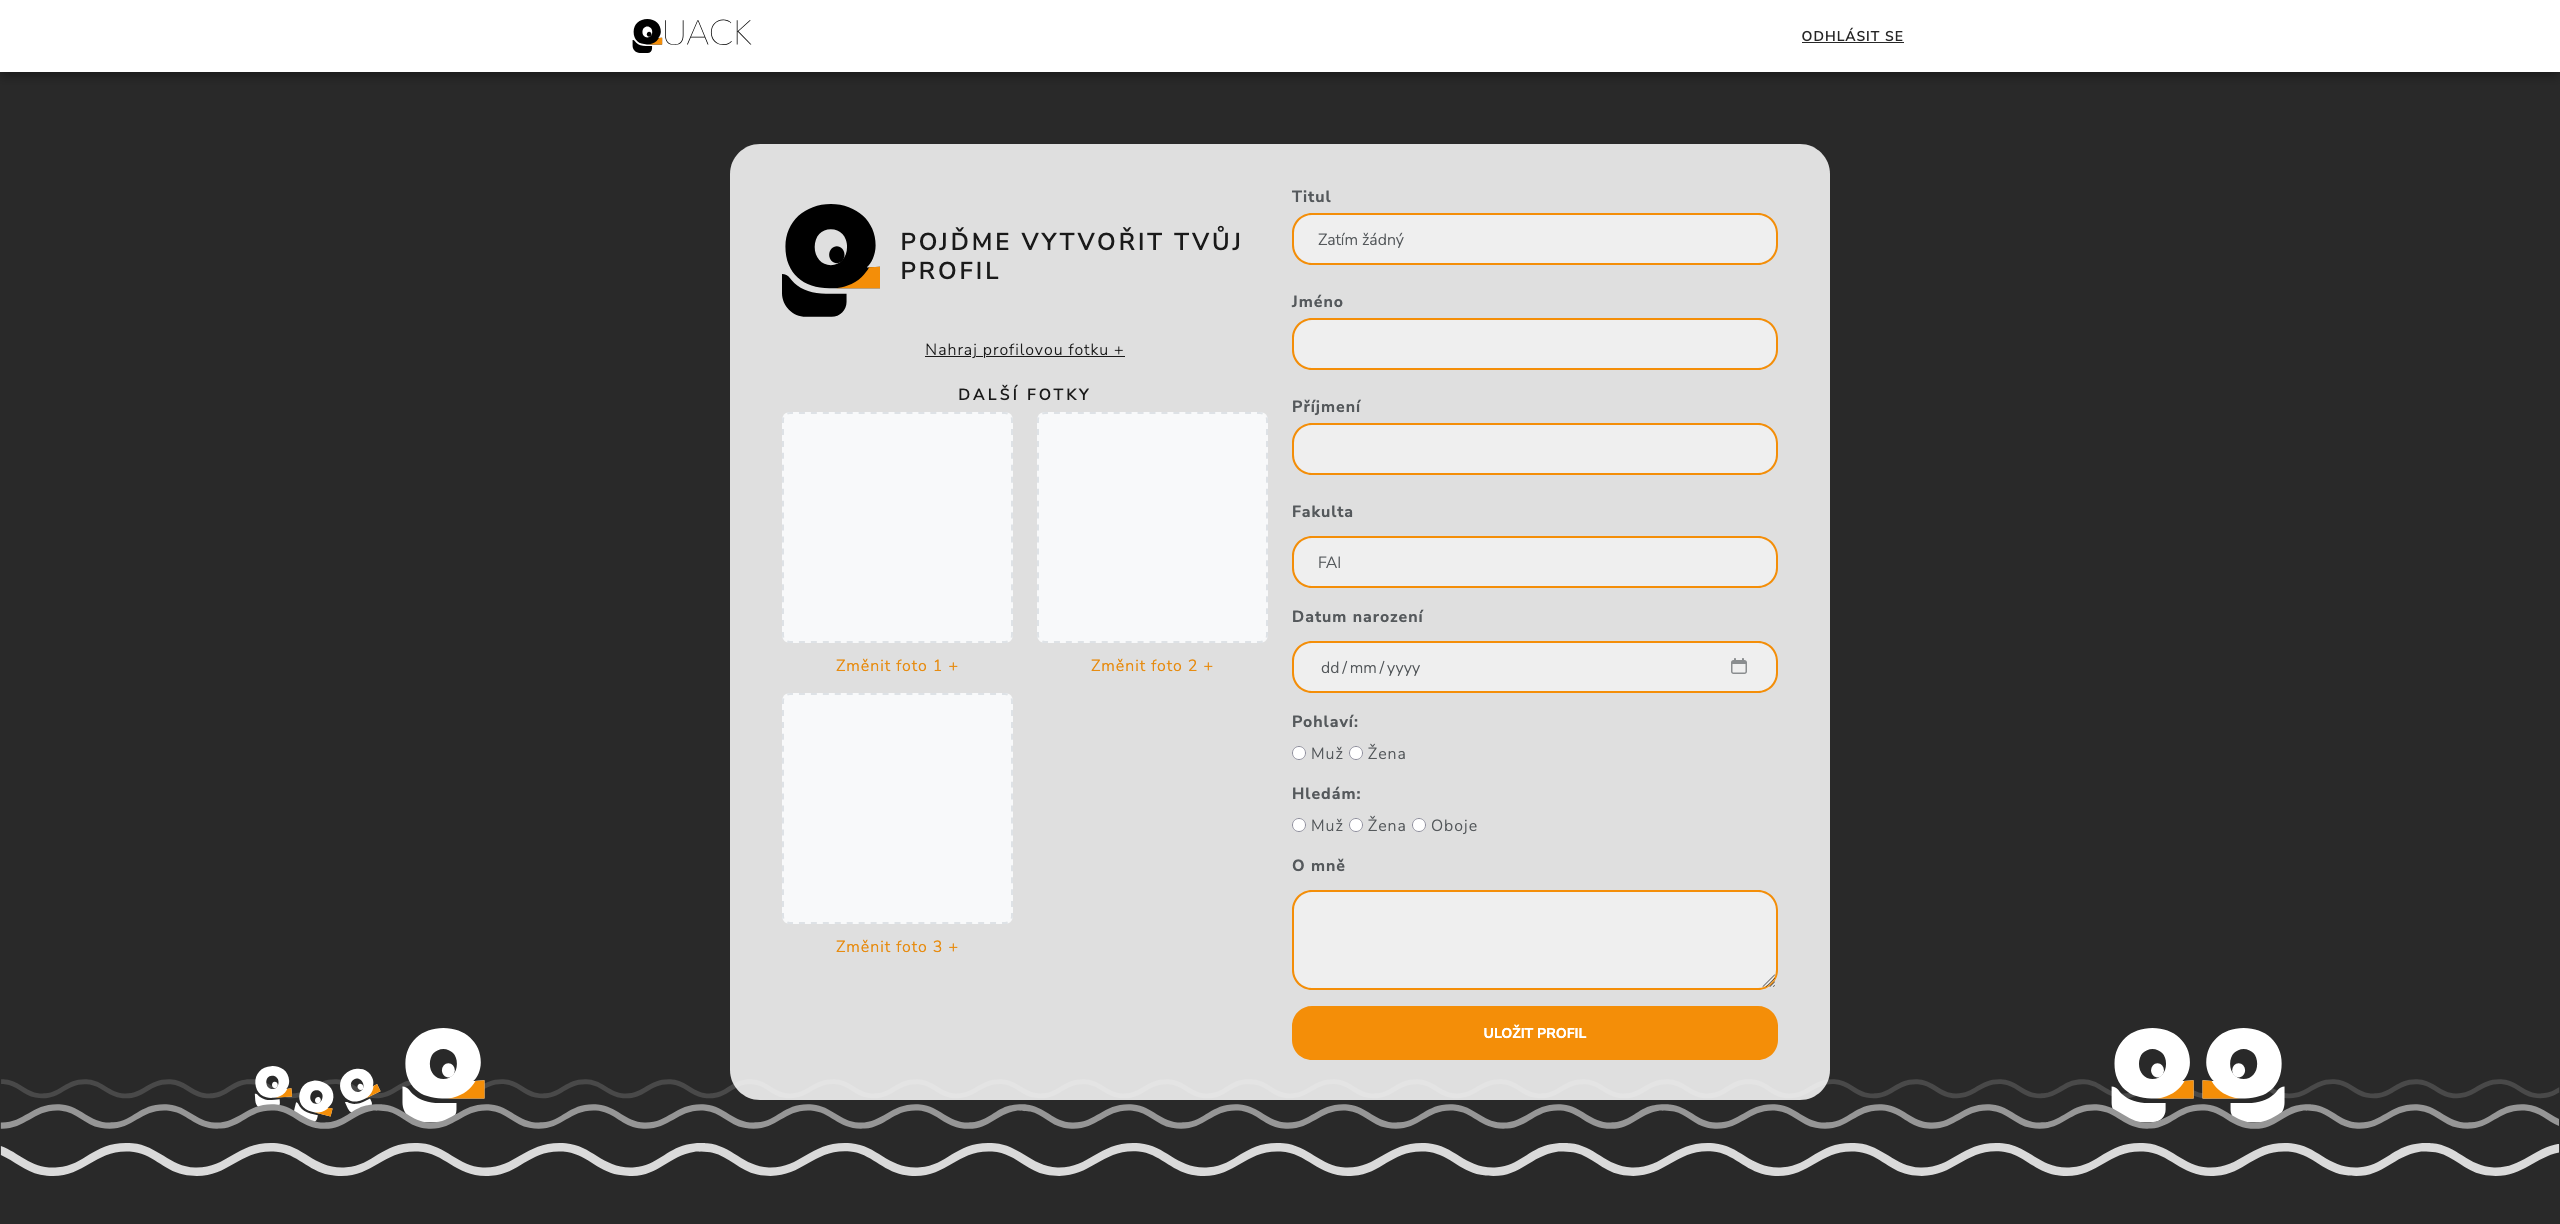 QUACK
ODHLÁSIT SE
POJĎME VYTVOŘIT TVŮJ
PROFIL
Nahraj profilovou fotku +
DALŠÍ FOTKY
Změnit foto 1 +
Změnit foto 2 +
Změnit foto 3 +
Titul
Zatím žádný
Jméno
Příjmení
Fakulta
FAI
Datum narození
dd/mm/yyyy
Pohlaví:
Muž Žena
Hledám:
Muž Žena Oboje
O mně
ULOŽIT PROFIL